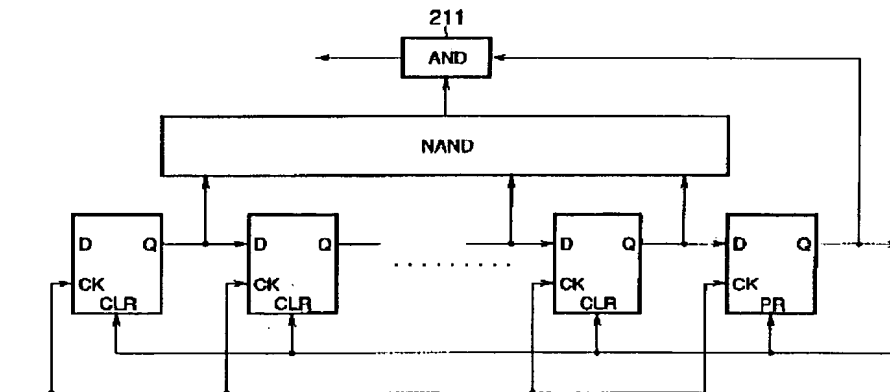 211
AND
NAND
D Q D Q D Q D Q
CK CK CK CK
CLR CLR CLR PR